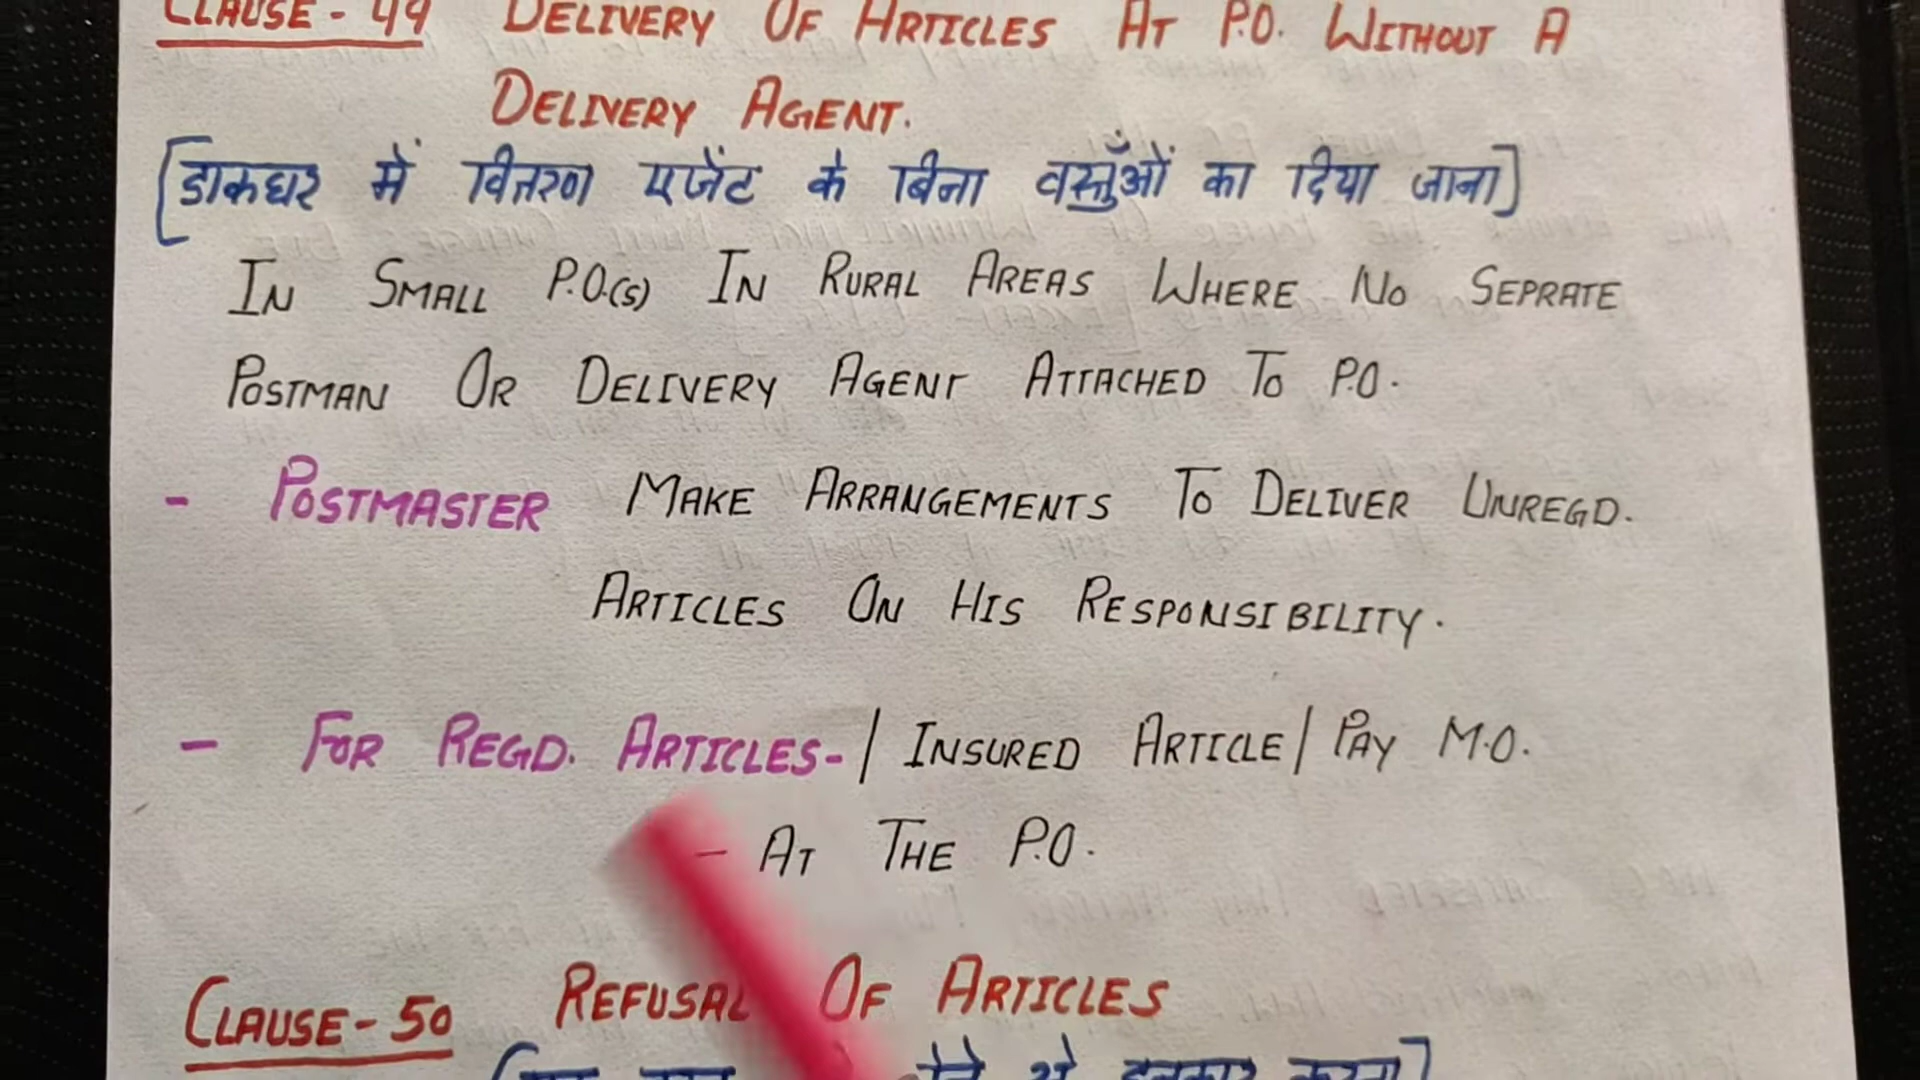 CLAUSE - 49 DELIVERY OF ARTICLES AT P.O. WITHOUT A
DELIVERY AGENT.
[डाकघर में वितरण एजेंट के बिना वस्तुओं का दिया जाना]
IN SMALL P.O.(S) IN RURAL AREAS WHERE NO SEPRATE
POSTMAN OR DELIVERY AGENT ATTACHED TO P.O.
- POSTMASTER MAKE ARRANGEMENTS TO DELIVER UNREGD.
ARTICLES ON HIS RESPONSIBILITY.
- FOR REGD. ARTICLES-/ INSURED ARTICLE/ PAY M.O.
- AT THE P.O.
CLAUSE-50 REFUSAL OF ARTICLES